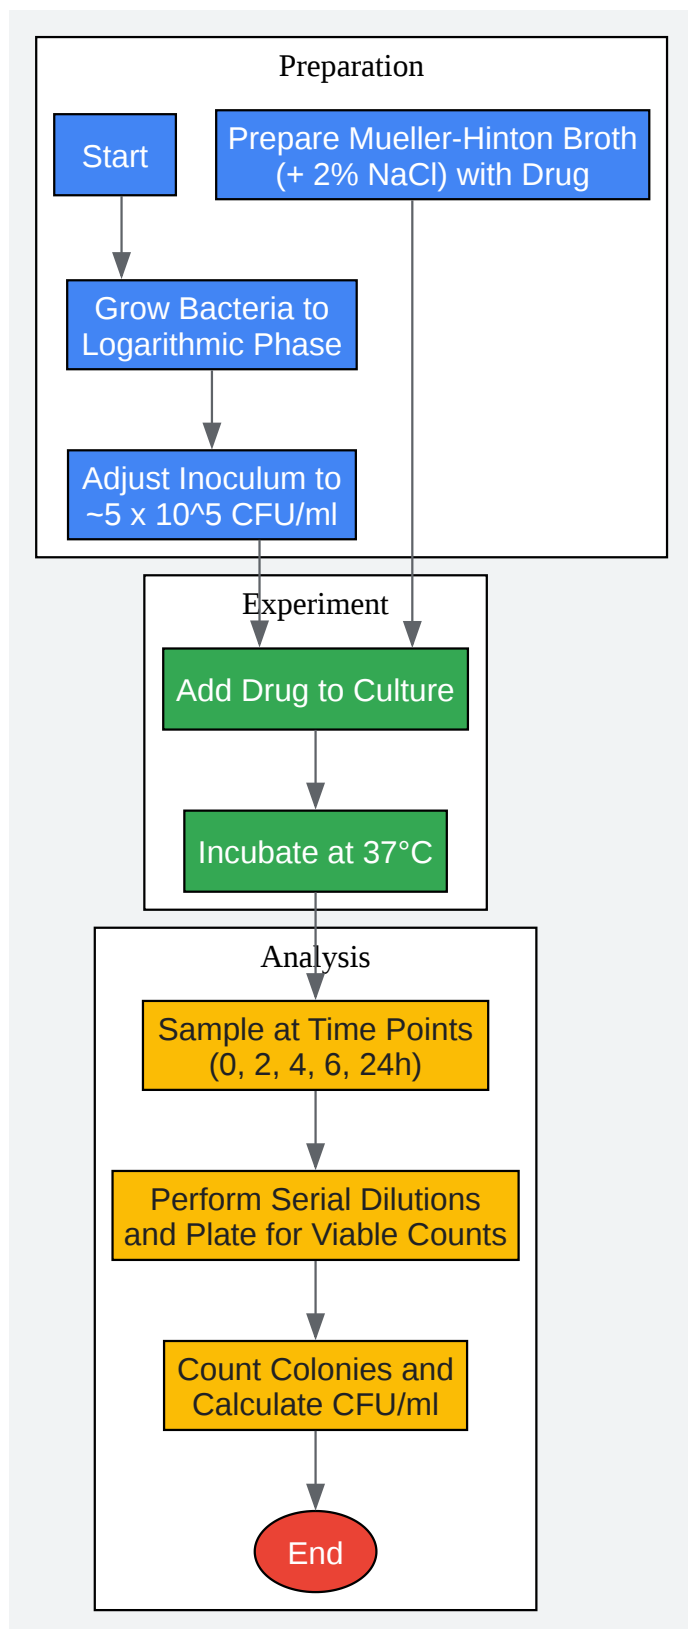 Preparation
Start
Prepare Mueller-Hinton Broth
(+ 2% NaCl) with Drug
Grow Bacteria to
Logarithmic Phase
Adjust Inoculum to
~5 x 10^5 CFU/ml
Experiment
Add Drug to Culture
Incubate at 37°C
Analysis
Sample at Time Points
(0, 2, 4, 6, 24h)
Perform Serial Dilutions
and Plate for Viable Counts
Count Colonies and
Calculate CFU/ml
End